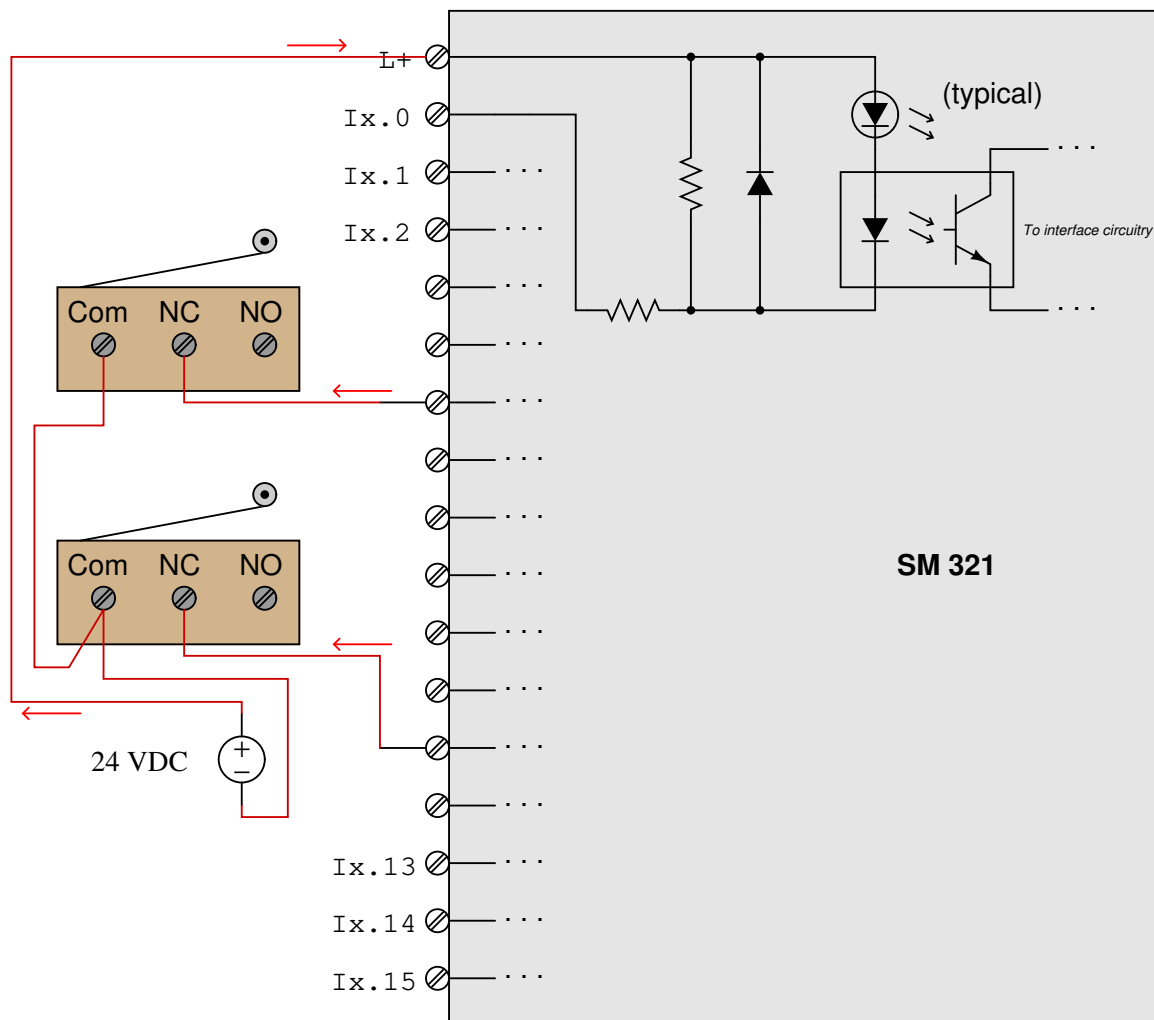 L+
Ix.0
(typical)
Ix.1
. . .
. . .
Ix.2
. . .
To interface circuitry
. . .
. . .
Com NC NO
. . .
. . .
. . .
. . .
Com NC NO
. . .
SM 321
. . .
. . .
24 VDC
+
−
. . .
. . .
Ix.13
. . .
Ix.14
. . .
Ix.15
. . .